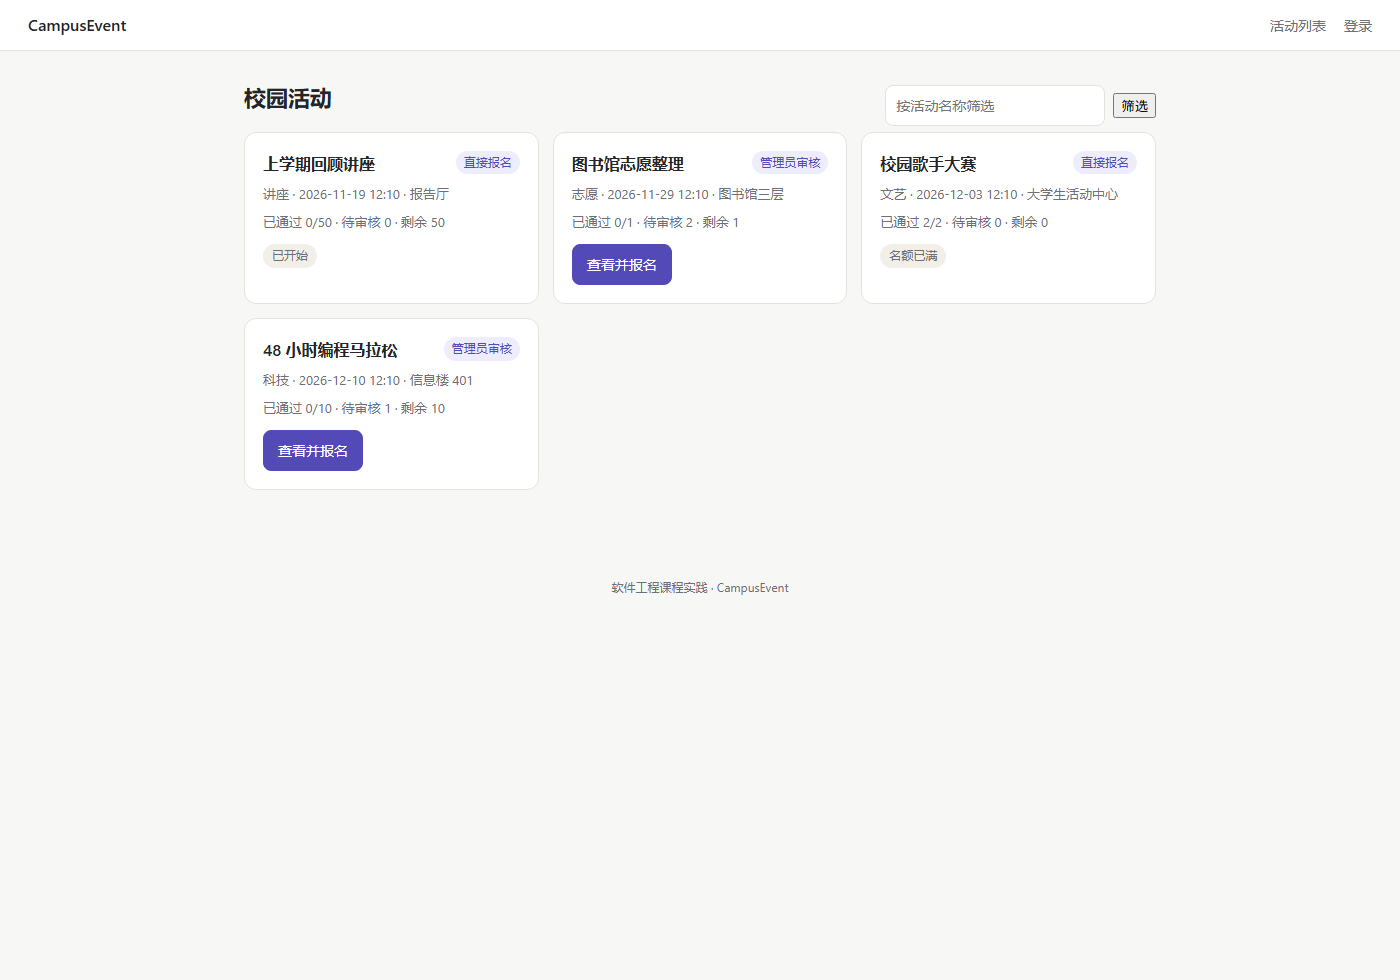 CampusEvent
活动列表 登录
校园活动
按活动名称筛选 筛选
上学期回顾讲座 直接报名
讲座 · 2026-11-19 12:10 · 报告厅
已通过 0/50 · 待审核 0 · 剩余 50
已开始
图书馆志愿整理 管理员审核
志愿 · 2026-11-29 12:10 · 图书馆三层
已通过 0/1 · 待审核 2 · 剩余 1
查看并报名
校园歌手大赛 直接报名
文艺 · 2026-12-03 12:10 · 大学生活动中心
已通过 2/2 · 待审核 0 · 剩余 0
名额已满
48 小时编程马拉松 管理员审核
科技 · 2026-12-10 12:10 · 信息楼 401
已通过 0/10 · 待审核 1 · 剩余 10
查看并报名
软件工程课程实践 · CampusEvent